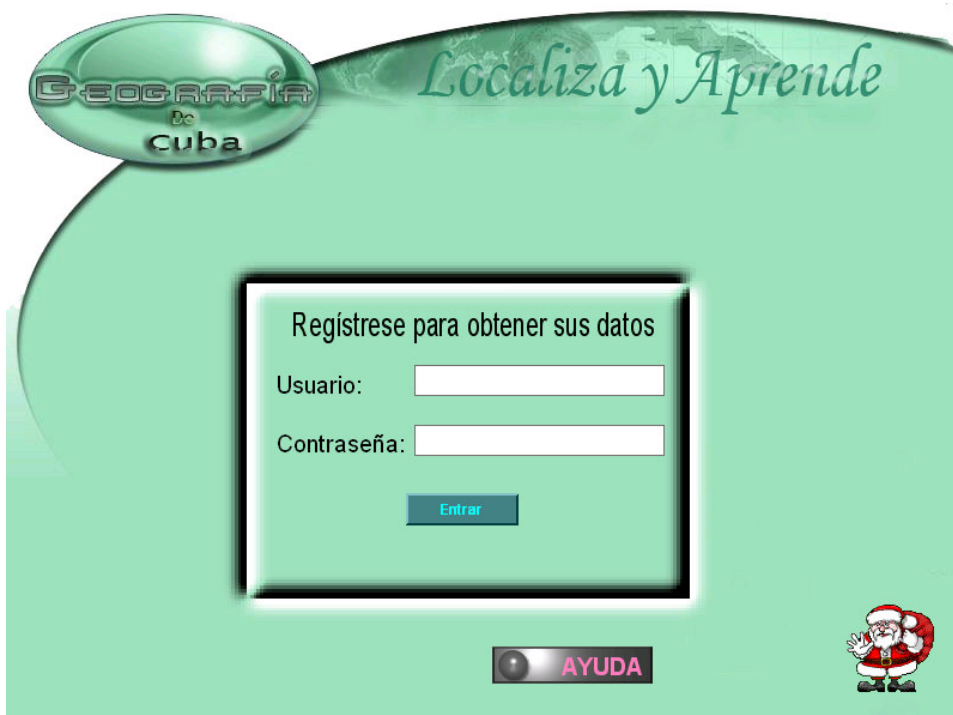 Geografía
De
Cuba
Localiza y Aprende
Regístrese para obtener sus datos
Usuario:
Contraseña:
Entrar
AYUDA